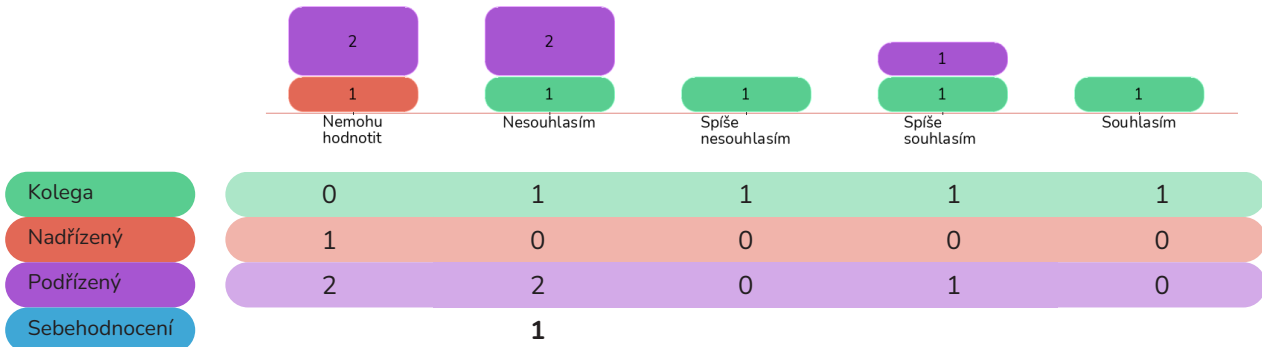 2 2
1
1 1 1 1 1
Nemohu hodnotit Nesouhlasím Spíše nesouhlasím Spíše souhlasím Souhlasím
Kolega 0 1 1 1 1
Nadřízený 1 0 0 0 0
Podřízený 2 2 0 1 0
Sebehodnocení 1